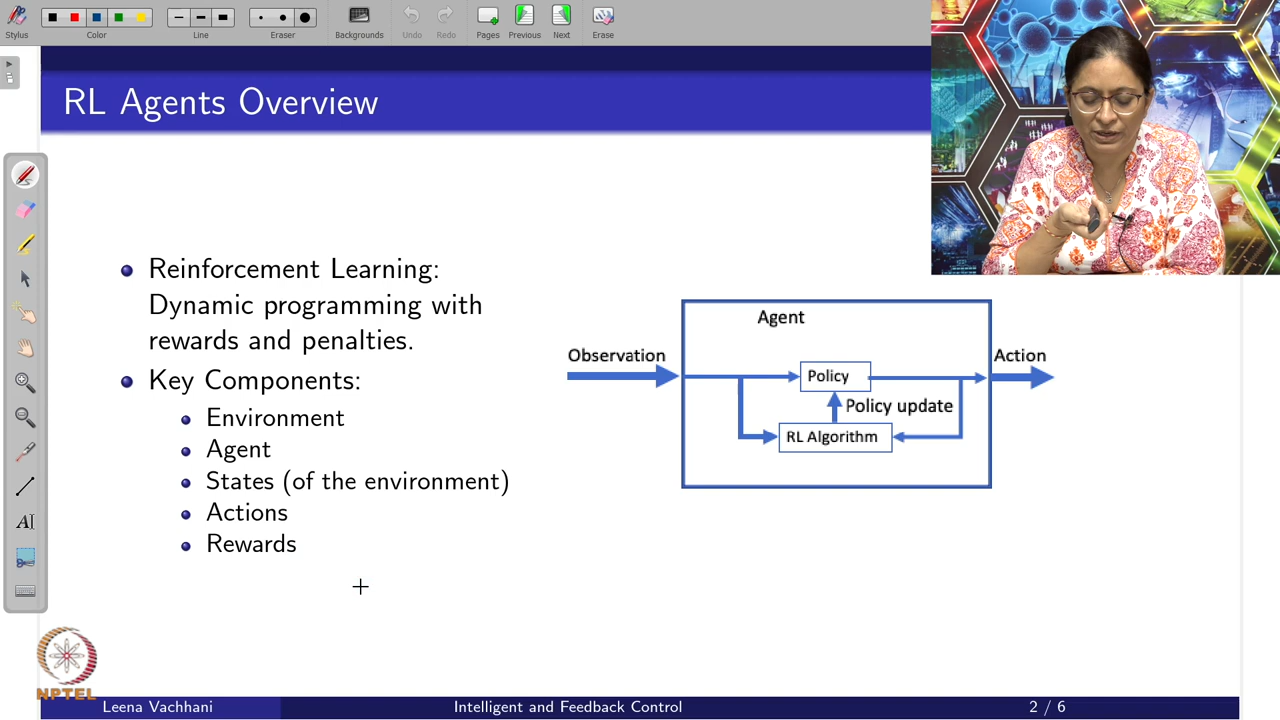 Stylus
Color
Line
Eraser
Backgrounds
Undo
Redo
Pages
Previous
Next
Erase
RL Agents Overview
Reinforcement Learning:
Dynamic programming with
rewards and penalties.
Key Components:
Environment
Agent
States (of the environment)
Actions
Rewards
Agent
Observation
Action
Policy
Policy update
RL Algorithm
NPTEL
Leena Vachhani
Intelligent and Feedback Control
2 / 6